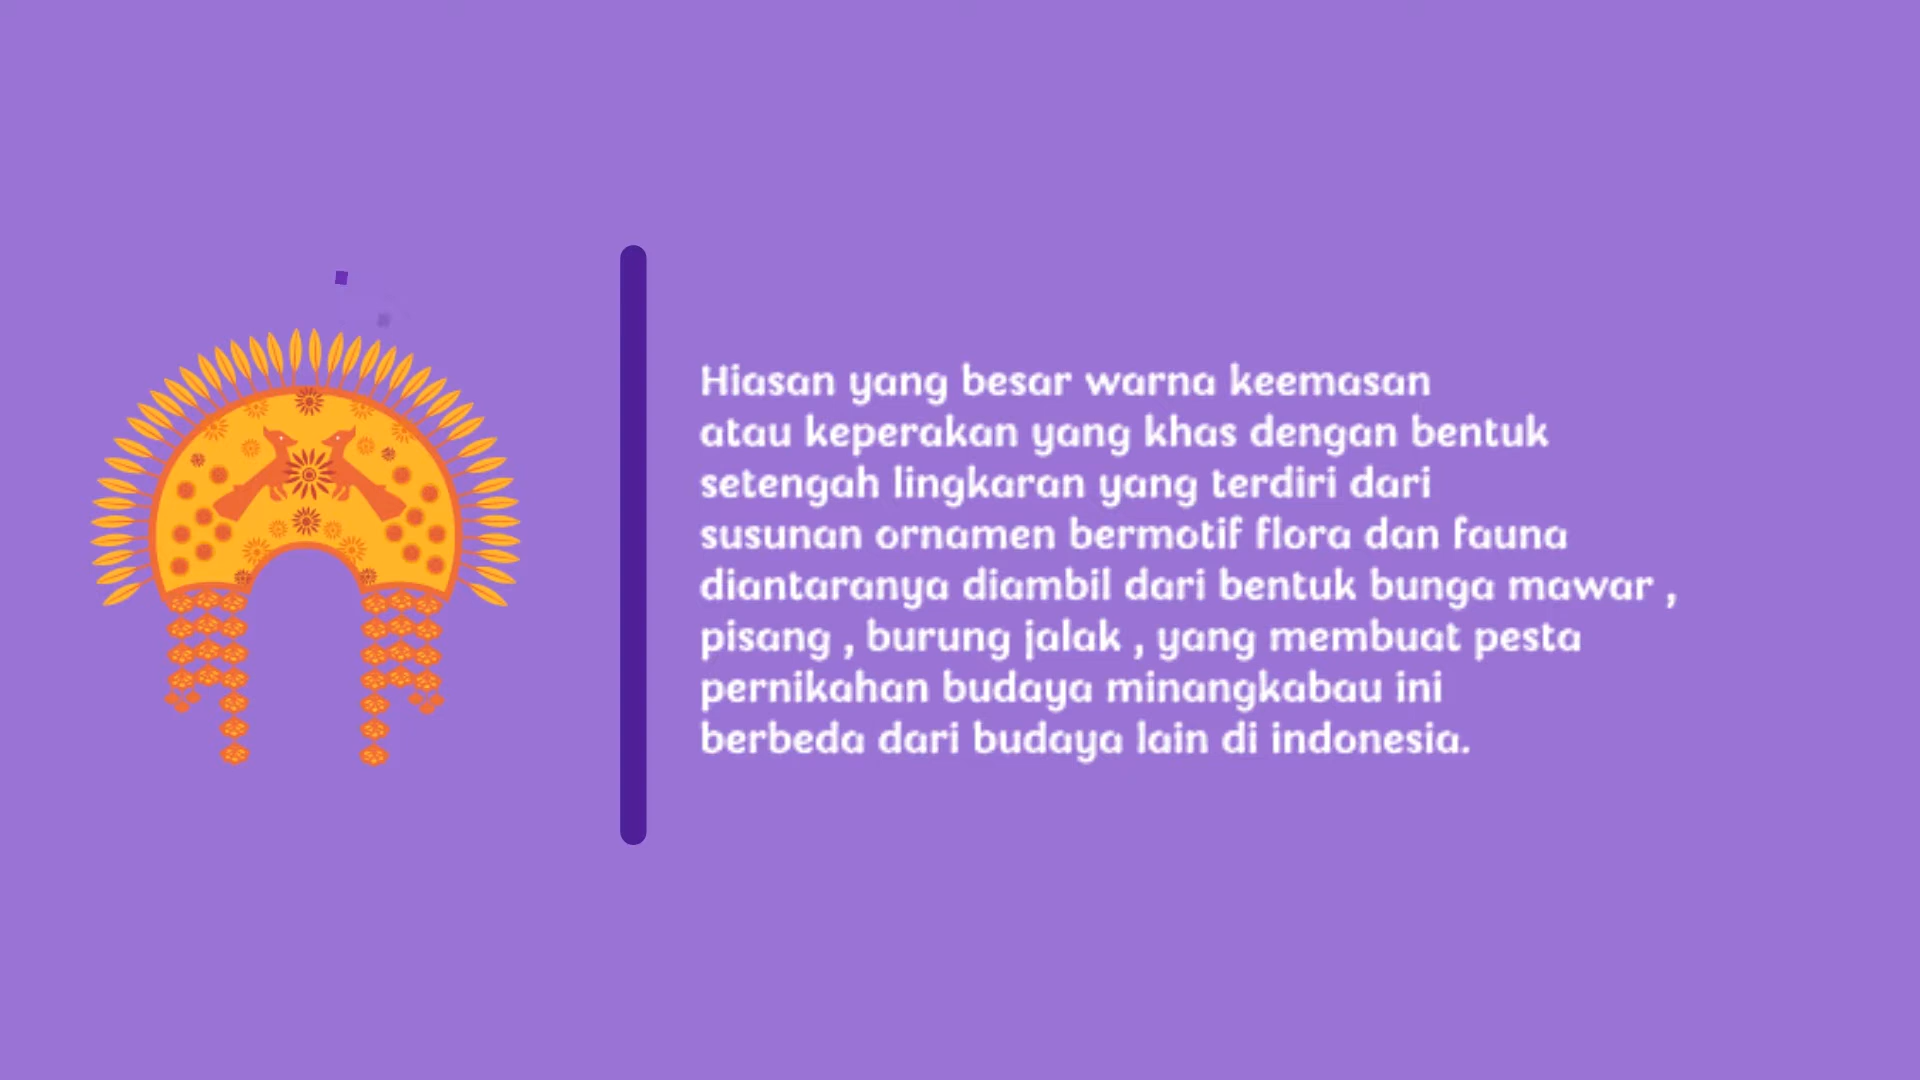 Hiasan yang besar warna keemasan
atau keperakan yang khas dengan bentuk
setengah lingkaran yang terdiri dari
susunan ornamen bermotif flora dan fauna
diantaranya diambil dari bentuk bunga mawar ,
pisang , burung jalak , yang membuat pesta
pernikahan budaya minangkabau ini
berbeda dari budaya lain di indonesia.